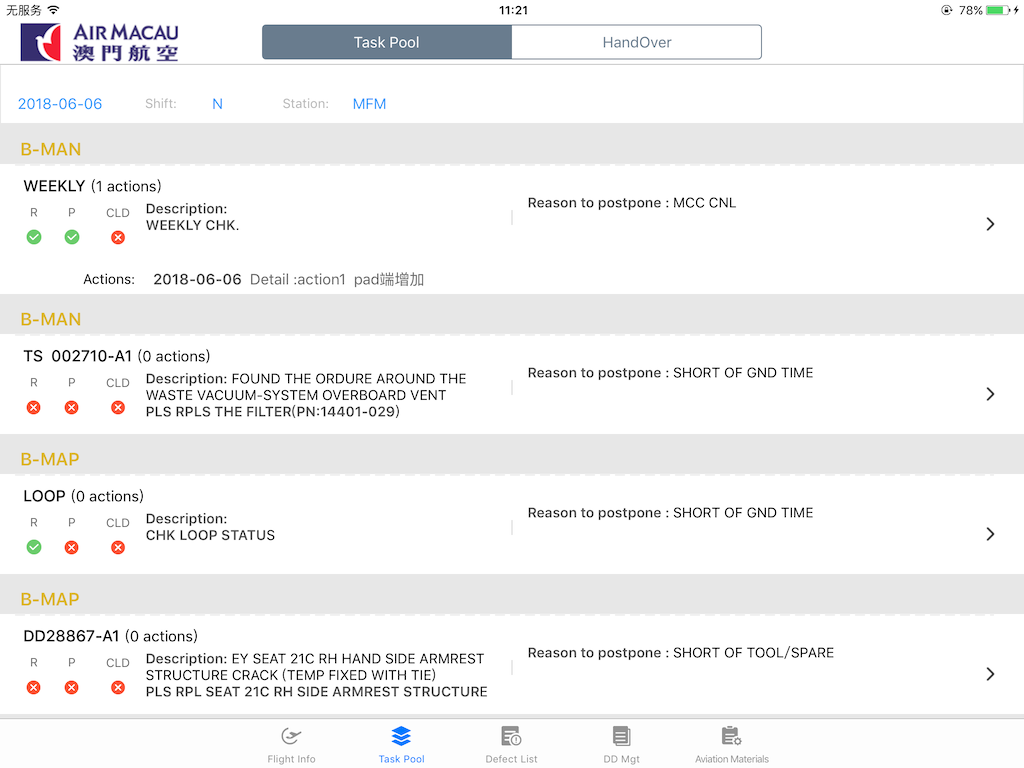 无服务 11:21 78%
AIR MACAU
澳門航空
Task Pool HandOver
2018-06-06 Shift: N Station: MFM
B-MAN
WEEKLY (1 actions)
R P CLD
Description:
WEEKLY CHK.
Reason to postpone : MCC CNL
Actions: 2018-06-06 Detail :action1 pad端增加
B-MAN
TS 002710-A1 (0 actions)
R P CLD
Description: FOUND THE ORDURE AROUND THE
WASTE VACUUM-SYSTEM OVERBOARD VENT
PLS RPLS THE FILTER(PN:14401-029)
Reason to postpone : SHORT OF GND TIME
B-MAP
LOOP (0 actions)
R P CLD
Description:
CHK LOOP STATUS
Reason to postpone : SHORT OF GND TIME
B-MAP
DD28867-A1 (0 actions)
R P CLD
Description: EY SEAT 21C RH HAND SIDE ARMREST
STRUCTURE CRACK (TEMP FIXED WITH TIE)
PLS RPL SEAT 21C RH SIDE ARMREST STRUCTURE
Reason to postpone : SHORT OF TOOL/SPARE
Flight Info Task Pool Defect List DD Mgt Aviation Materials